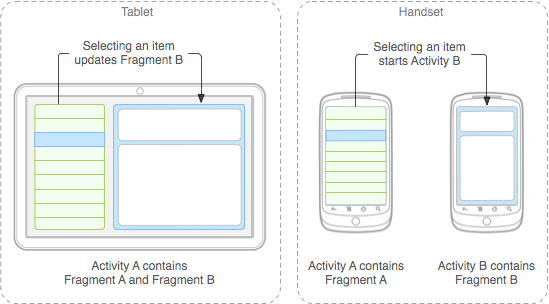 Tablet
Selecting an item
updates Fragment B
Activity A contains
Fragment A and Fragment B
Handset
Selecting an item
starts Activity B
Activity A contains
Fragment A
Activity B contains
Fragment B